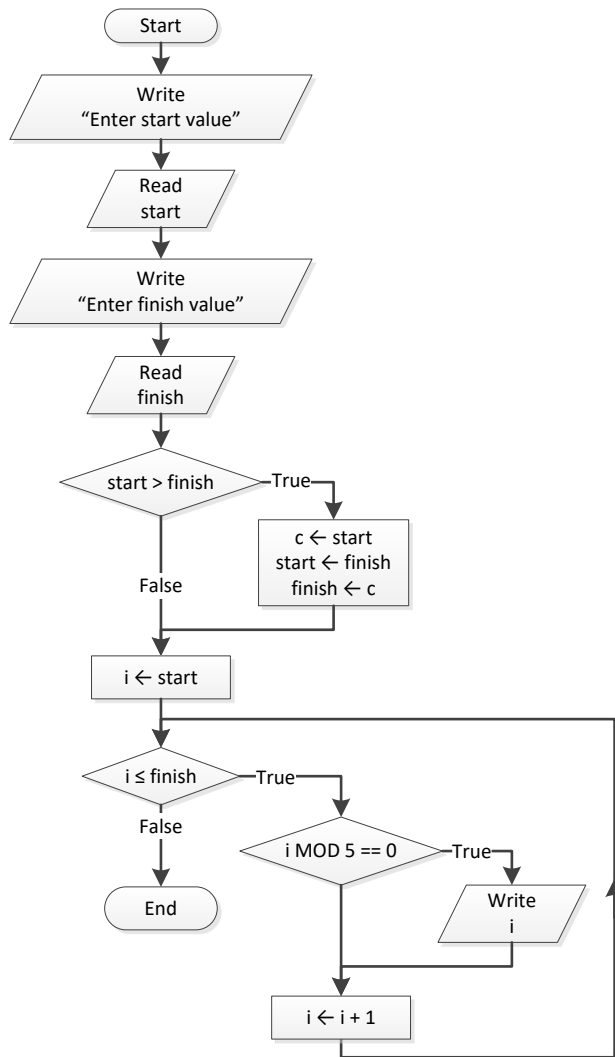 Start
Write
“Enter start value”
Read
start
Write
“Enter finish value”
Read
finish
start > finish
True
c ← start
start ← finish
finish ← c
False
i ← start
i ≤ finish
True
False
i MOD 5 == 0
True
End
Write
i
i ← i + 1